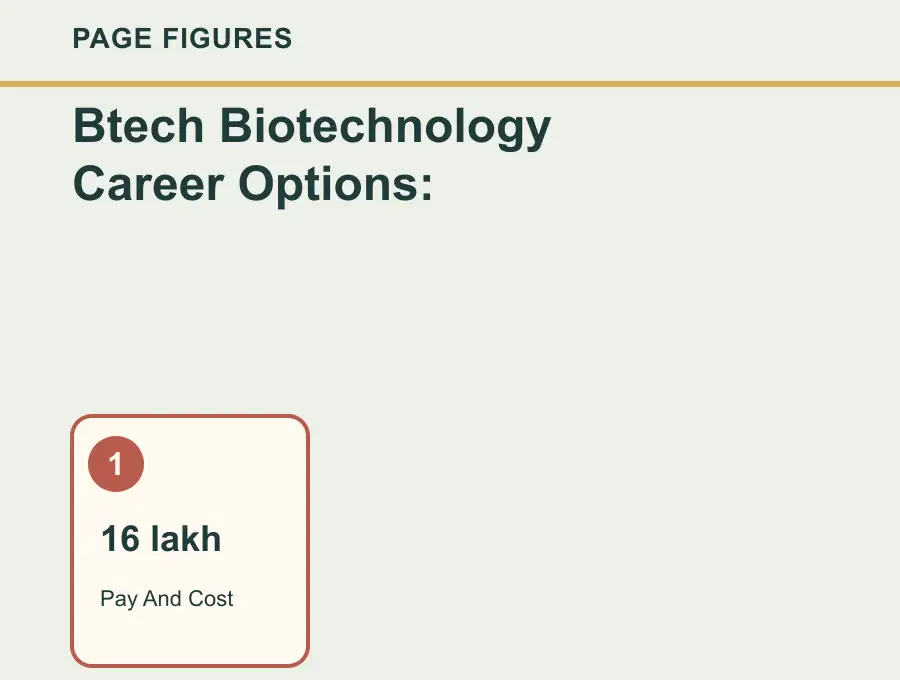 PAGE FIGURES
Btech Biotechnology
Career Options:
1
16 lakh
Pay And Cost